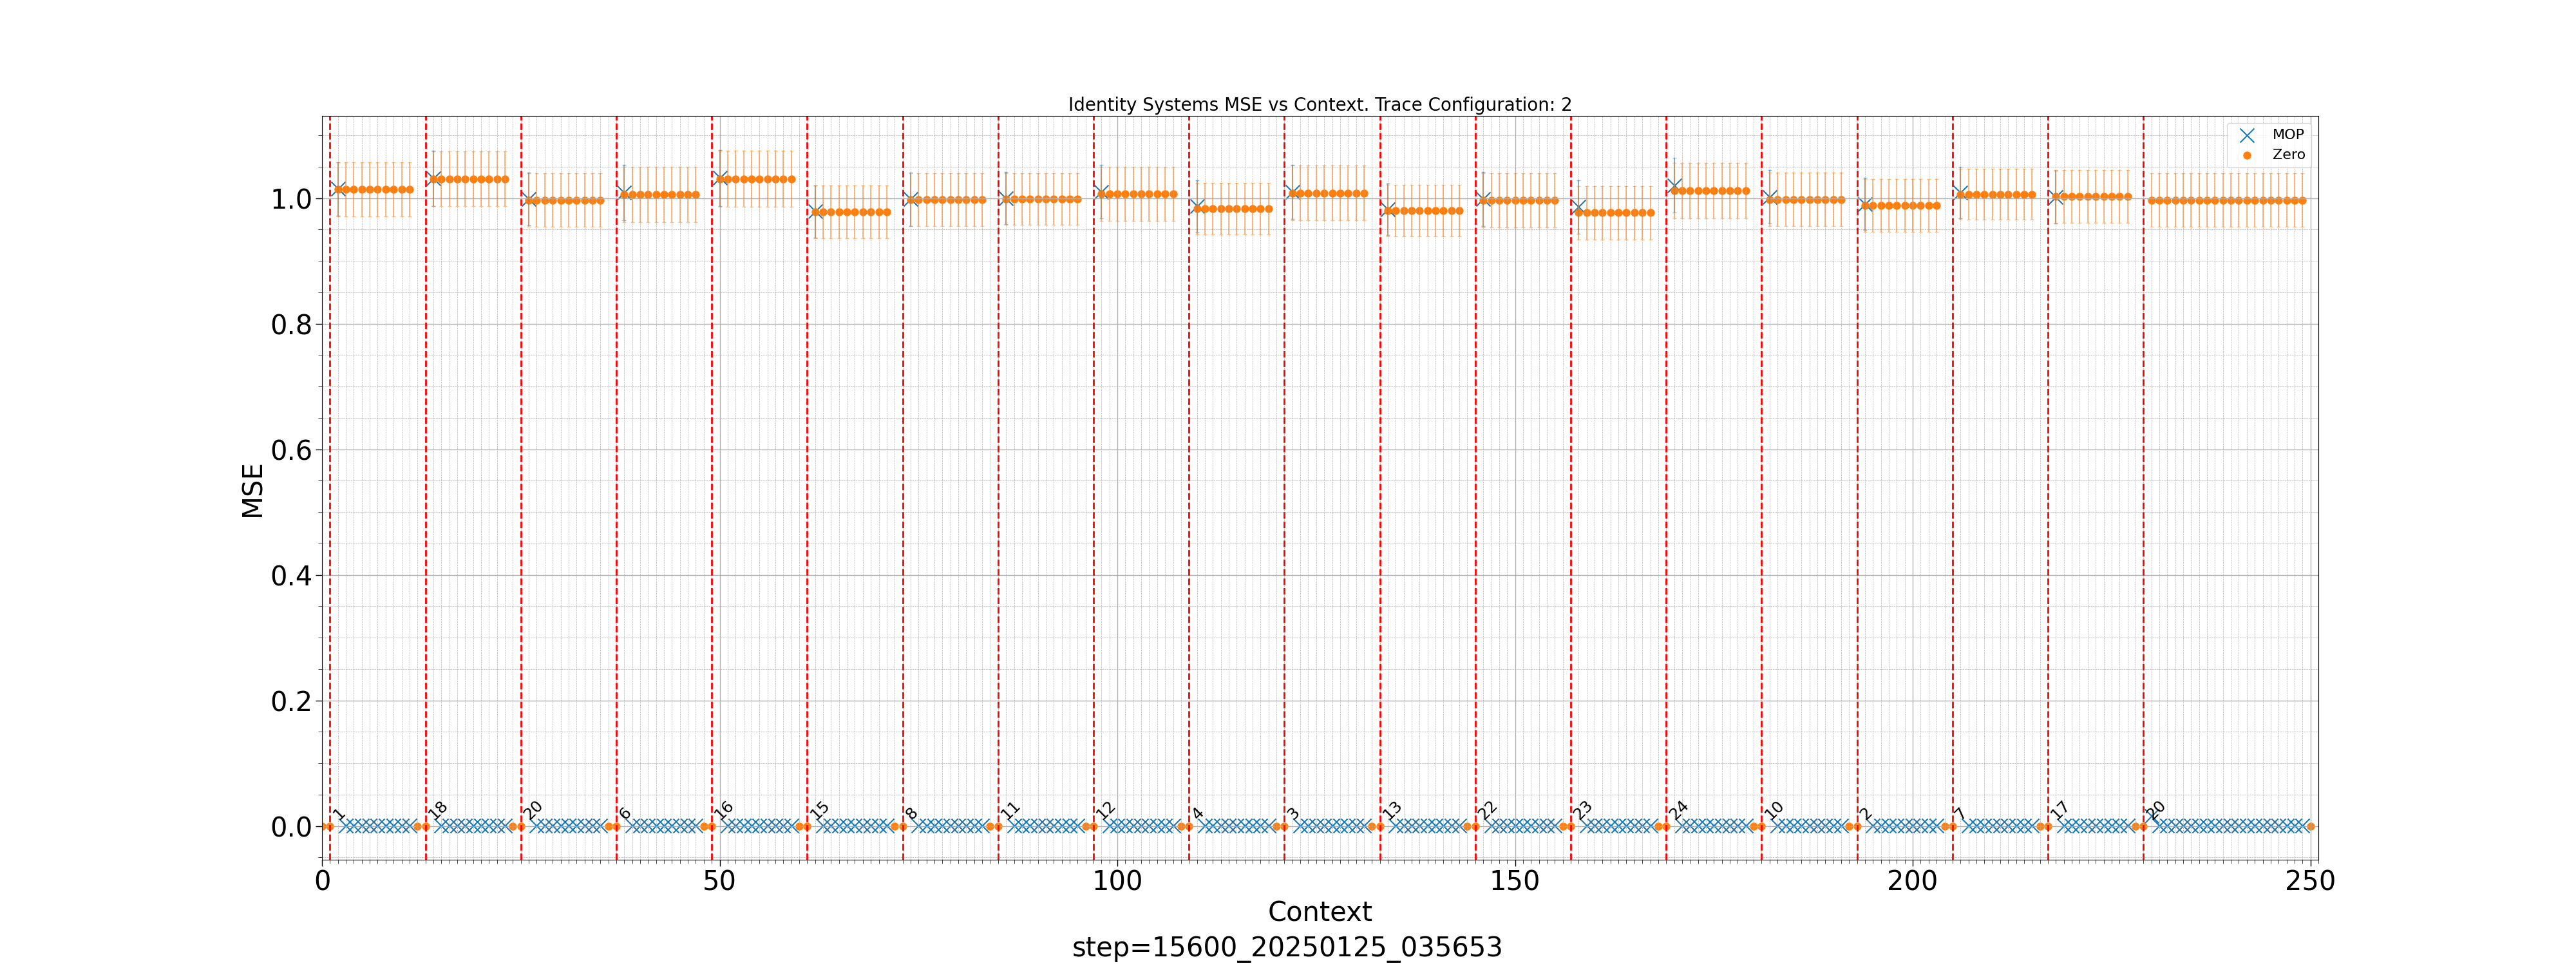 Identity Systems MSE vs Context. Trace Configuration: 2
MOP
Zero
MSE
1.0
0.8
0.6
0.4
0.2
0.0
1 18 20 6 16 15 8 11 12 4 3 13 22 23 24 10 2 7 17 20
0 50 100 150 200 250
Context
step=15600_20250125_035653